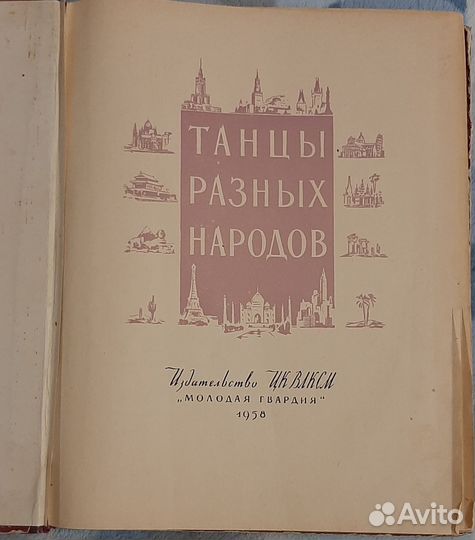 ТАНЦЫ
РАЗНЫХ
НАРОДОВ
Издательство ЦК ВЛКСМ
„МОЛОДАЯ ГВАРДИЯ“
1958
Avito